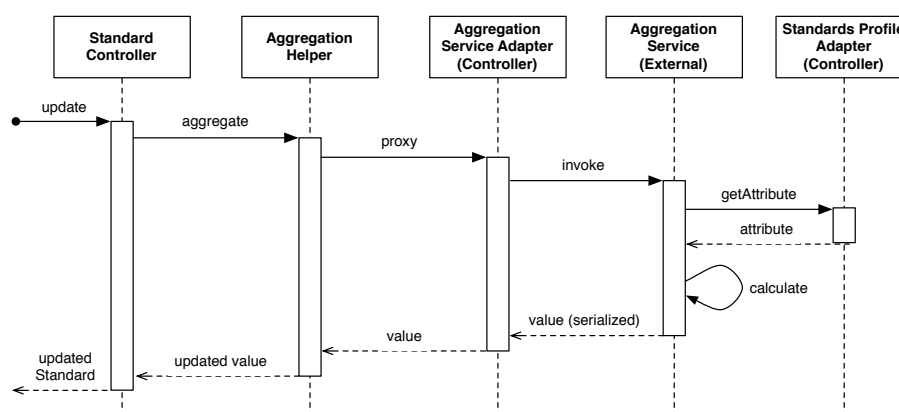 Standard
Controller
Aggregation
Helper
Aggregation
Service Adapter
(Controller)
Aggregation
Service
(External)
Standards Profile
Adapter
(Controller)
update
aggregate
proxy
invoke
getAttribute
attribute
calculate
value (serialized)
value
updated value
updated
Standard